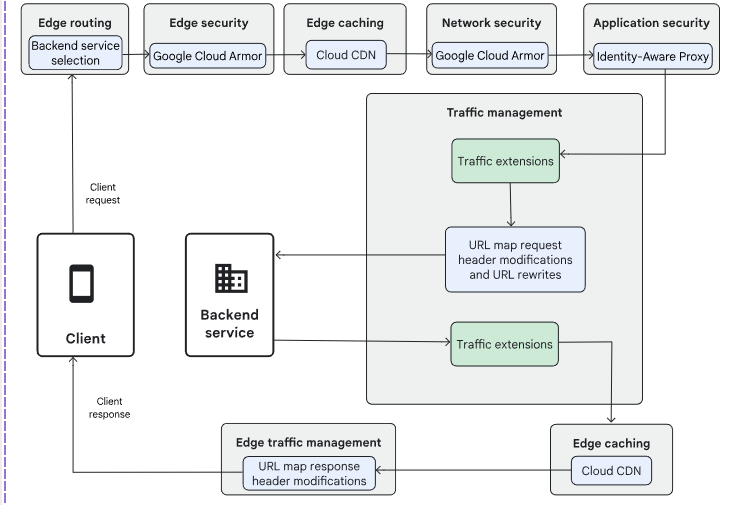 Edge routing
Backend service
selection
Edge security
Google Cloud Armor
Edge caching
Cloud CDN
Network security
Google Cloud Armor
Application security
Identity-Aware Proxy
Traffic management
Traffic extensions
URL map request
header modifications
and URL rewrites
Client
request
Client
Backend
service
Traffic extensions
Client
response
Edge traffic management
URL map response
header modifications
Edge caching
Cloud CDN